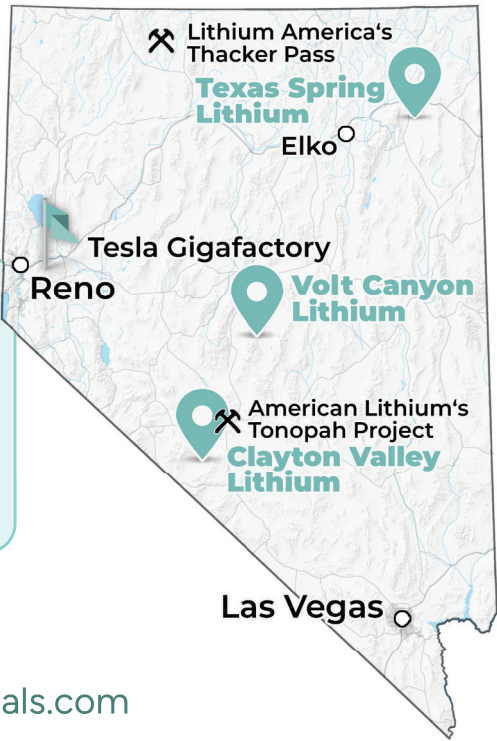 Lithium America‘s
Thacker Pass
Texas Spring
Lithium
Elko
Tesla Gigafactory
Reno
Volt Canyon
Lithium
American Lithium‘s
Tonopah Project
Clayton Valley
Lithium
Las Vegas
als.com